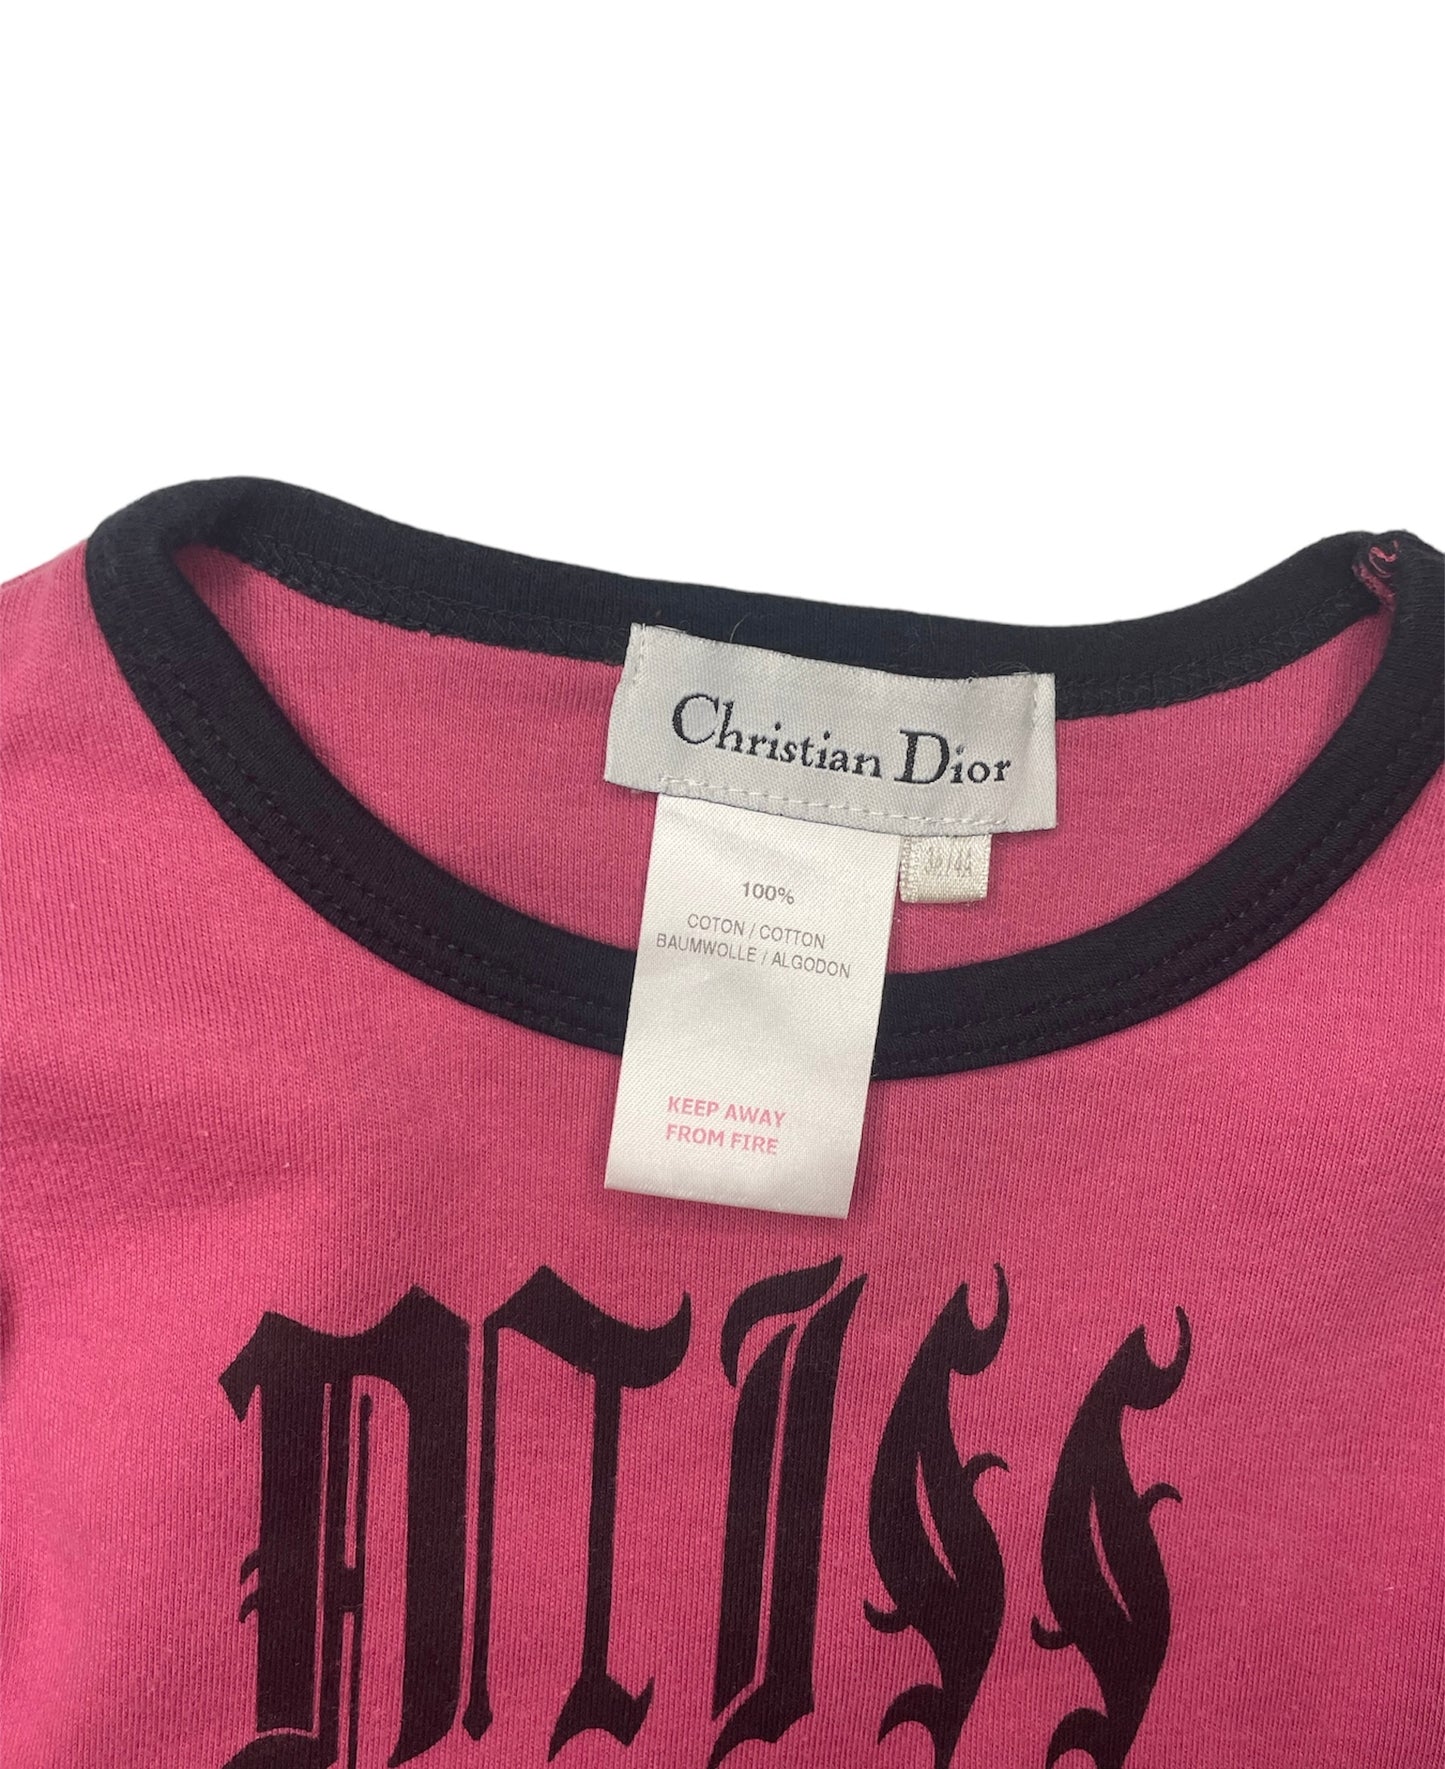 Christian Dior
100%
COTON / COTTON
BAUMWOLLE / ALGODON
KEEP AWAY
FROM FIRE
Miss